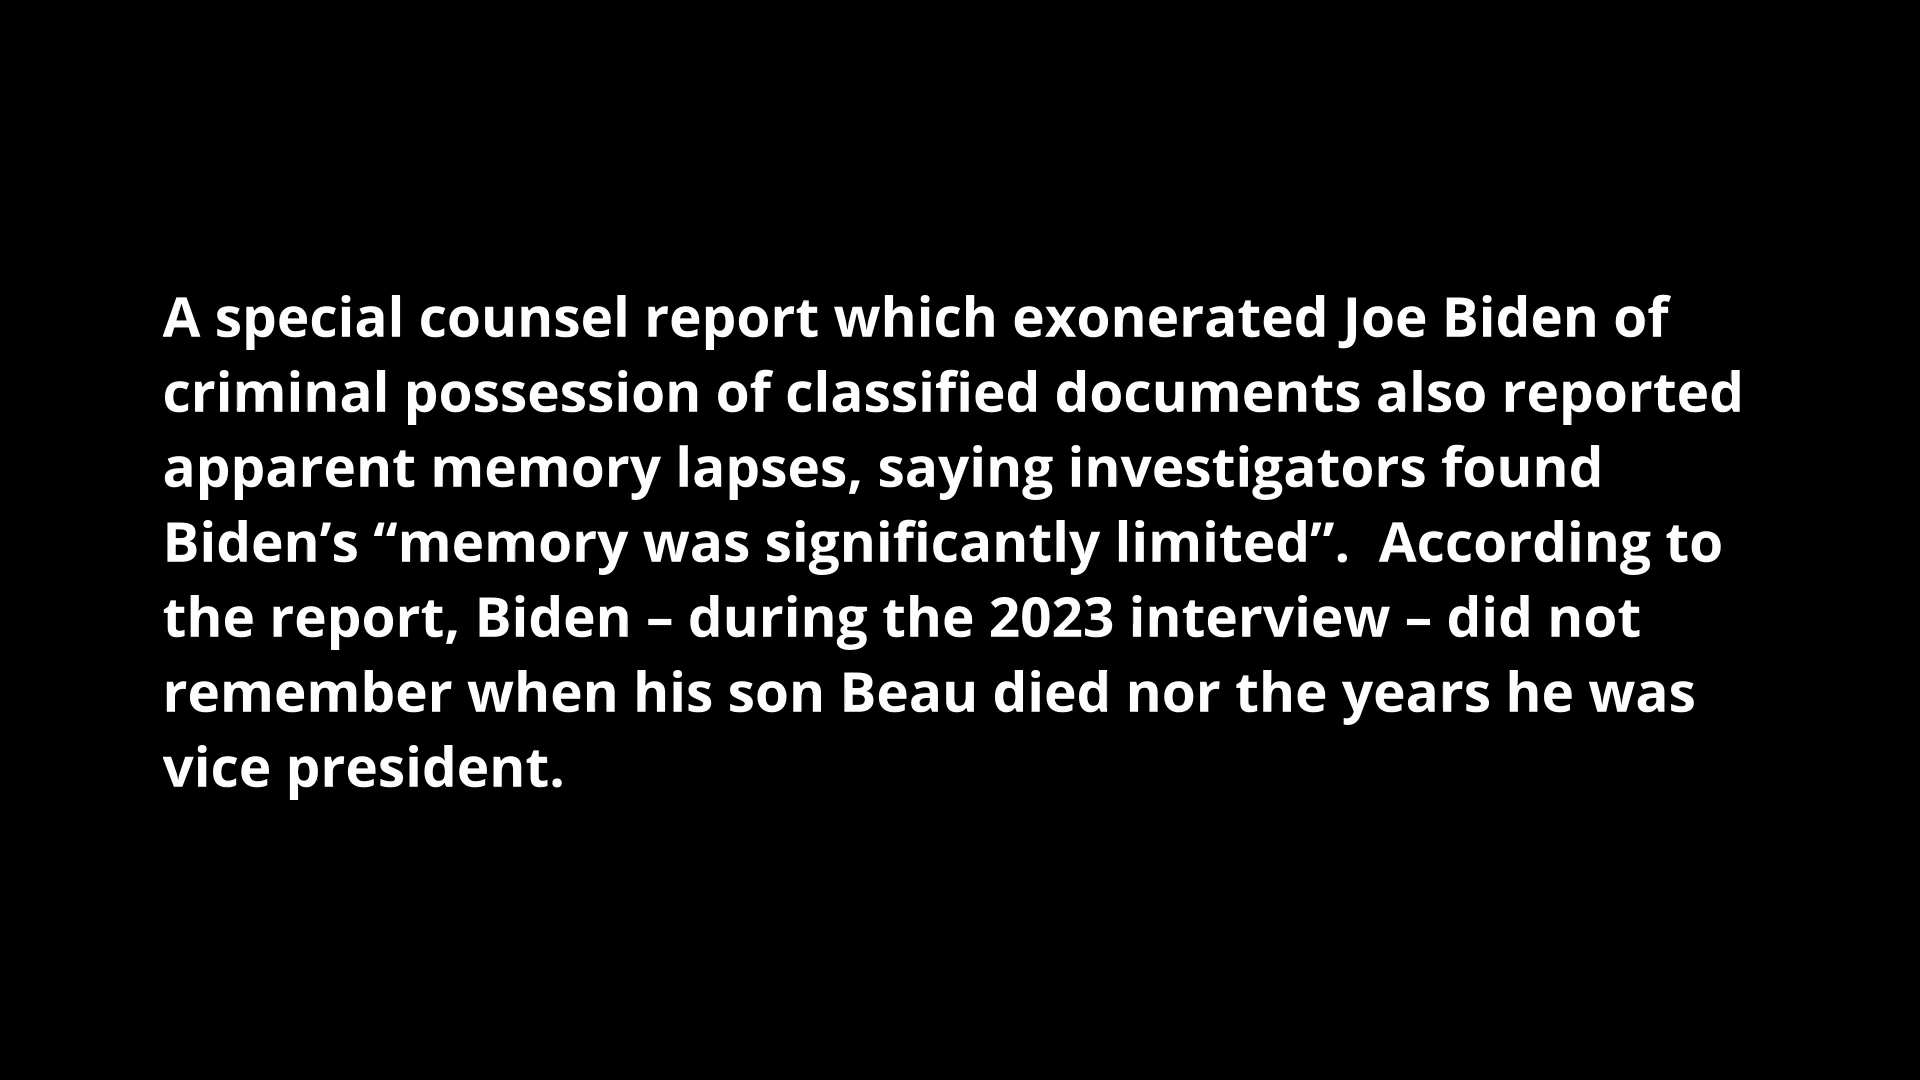 A special counsel report which exonerated Joe Biden of
criminal possession of classified documents also reported
apparent memory lapses, saying investigators found
Biden’s “memory was significantly limited”.  According to
the report, Biden – during the 2023 interview – did not
remember when his son Beau died nor the years he was
vice president.